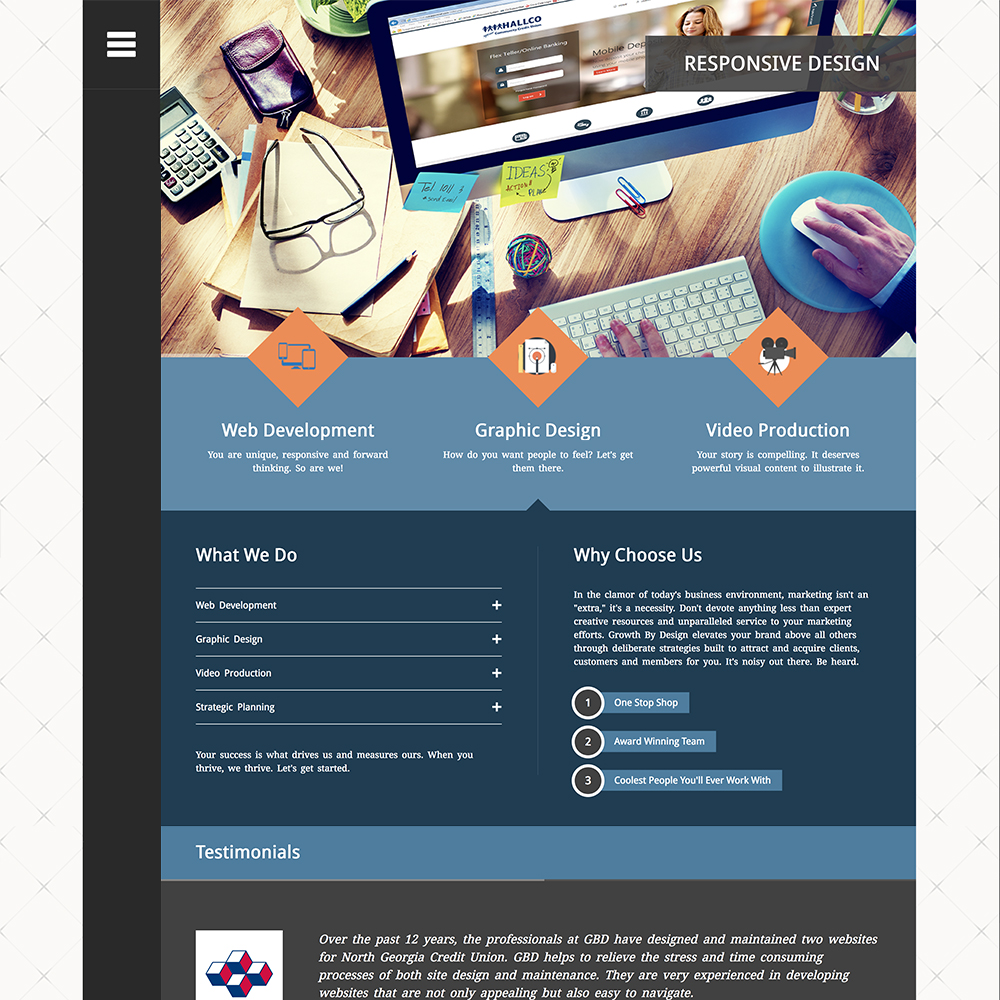 HALLCO
Community Credit Union
Flex Teller/Online Banking
Mobile Dep
RESPONSIVE DESIGN
Tel 1011
IDEAS
ACTION
PLACE
Web Development
You are unique, responsive and forward
thinking. So are we!
Graphic Design
How do you want people to feel? Let's get
them there.
Video Production
Your story is compelling. It deserves
powerful visual content to illustrate it.
What We Do
Web Development +
Graphic Design +
Video Production +
Strategic Planning +
Your success is what drives us and measures ours. When you
thrive, we thrive. Let's get started.
Why Choose Us
In the clamor of today's business environment, marketing isn't an
"extra," it's a necessity. Don't devote anything less than expert
creative resources and unparalleled service to your marketing
efforts. Growth By Design elevates your brand above all others
through deliberate strategies built to attract and acquire clients,
customers and members for you. It's noisy out there. Be heard.
1 One Stop Shop
2 Award Winning Team
3 Coolest People You'll Ever Work With
Testimonials
Over the past 12 years, the professionals at GBD have designed and maintained two websites
for North Georgia Credit Union. GBD helps to relieve the stress and time consuming
processes of both site design and maintenance. They are very experienced in developing
websites that are not only appealing but also easy to navigate.